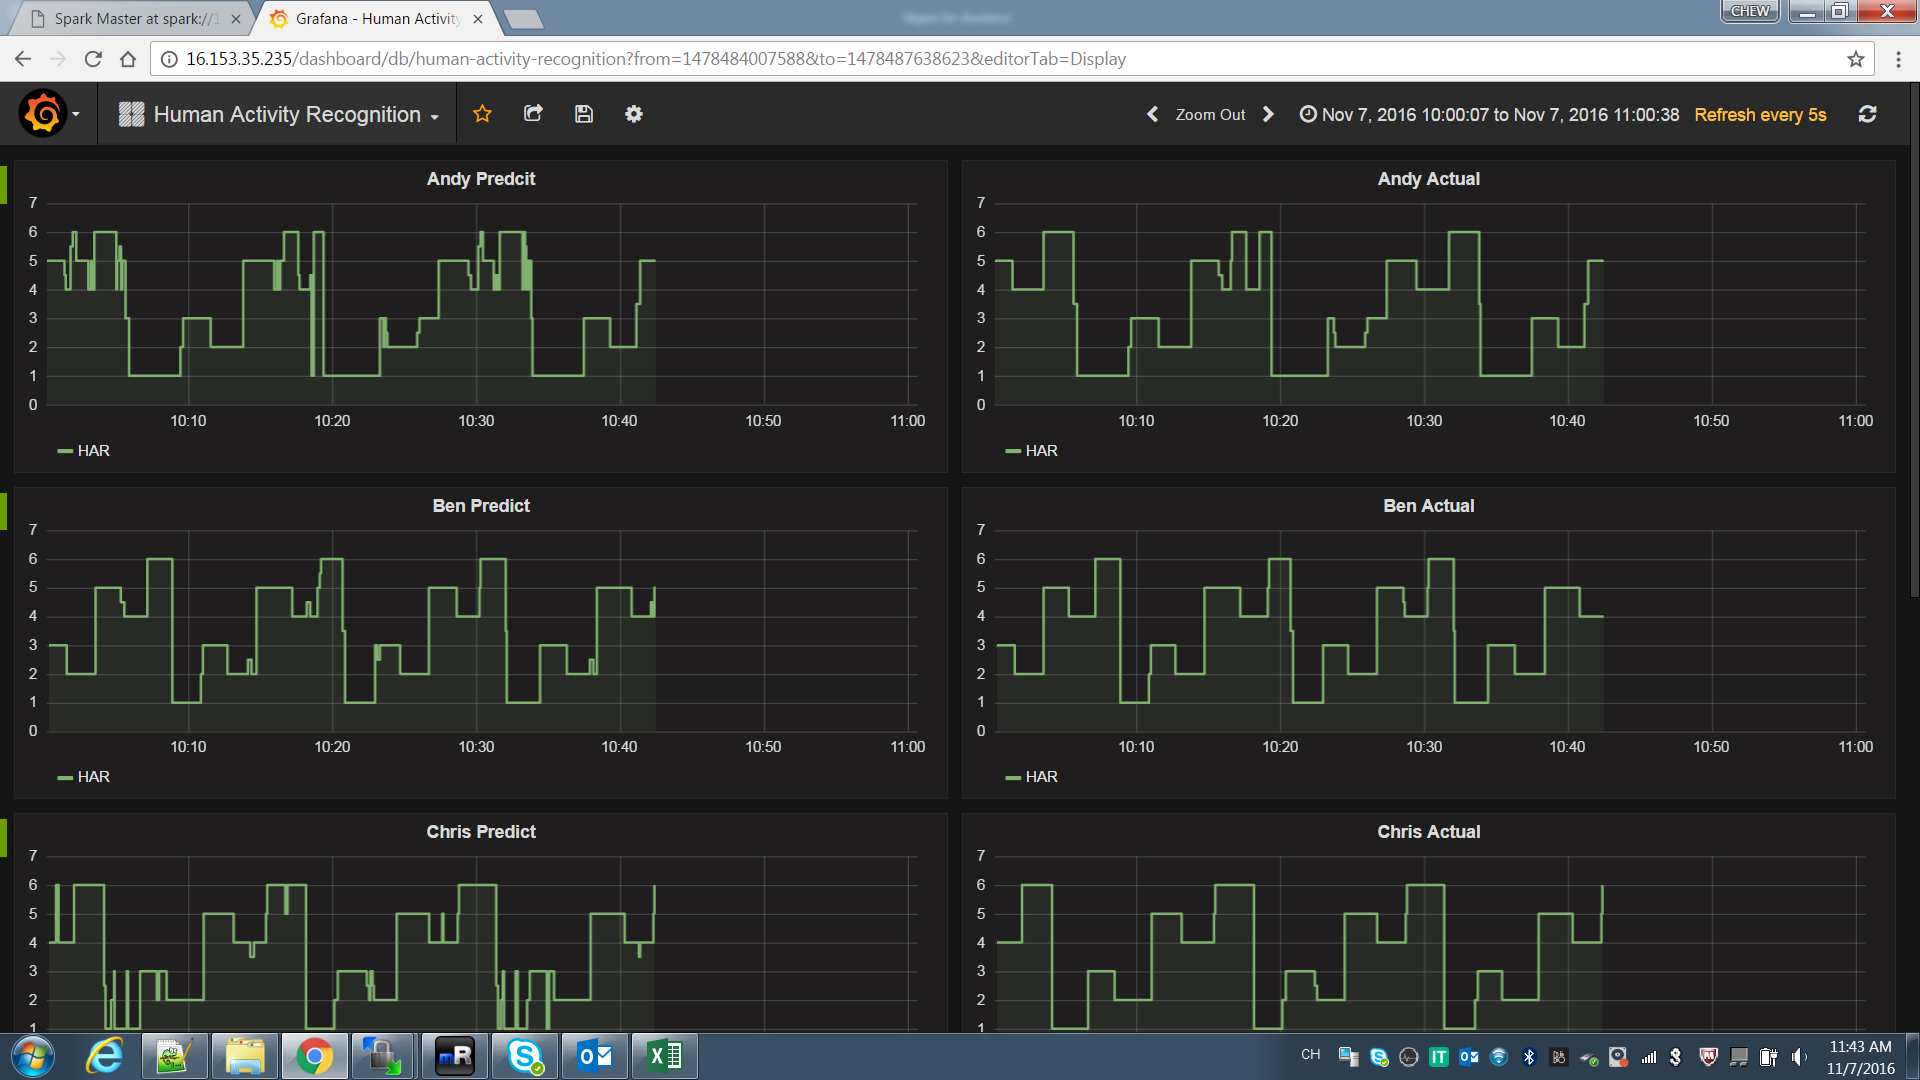 Spark Master at spark://1
Grafana - Human Activity
CHEW
16.153.35.235/dashboard/db/human-activity-recognition?from=1478484007588&to=1478487638623&editorTab=Display
Human Activity Recognition
Zoom Out
Nov 7, 2016 10:00:07 to Nov 7, 2016 11:00:38
Refresh every 5s
Andy Predcit
7
6
5
4
3
2
1
0
10:10 10:20 10:30 10:40 10:50 11:00
HAR
Andy Actual
7
6
5
4
3
2
1
0
10:10 10:20 10:30 10:40 10:50 11:00
HAR
Ben Predict
7
6
5
4
3
2
1
0
10:10 10:20 10:30 10:40 10:50 11:00
HAR
Ben Actual
7
6
5
4
3
2
1
0
10:10 10:20 10:30 10:40 10:50 11:00
HAR
Chris Predict
7
6
5
4
3
2
1
Chris Actual
7
6
5
4
3
2
1
mR
CH
IT
11:43 AM
11/7/2016